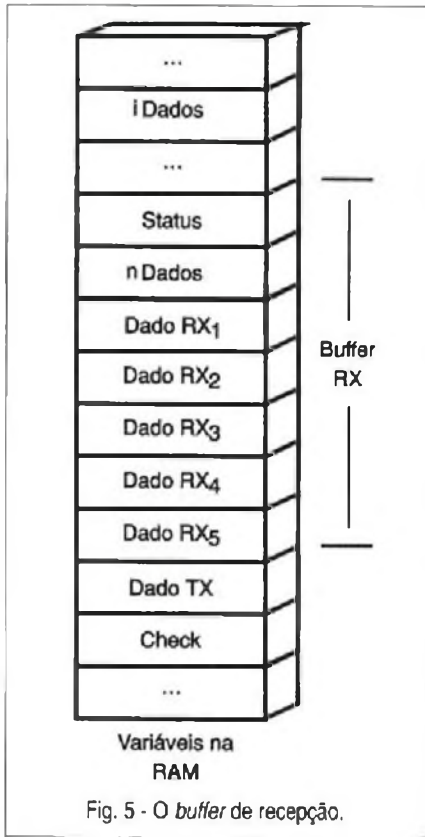 ...
i Dados
...
Status
n Dados
Dado RX1
Dado RX2
Dado RX3
Dado RX4
Dado RX5
Dado TX
Check
...
Buffer
RX
Variáveis na
RAM
Fig. 5 - O buffer de recepção.